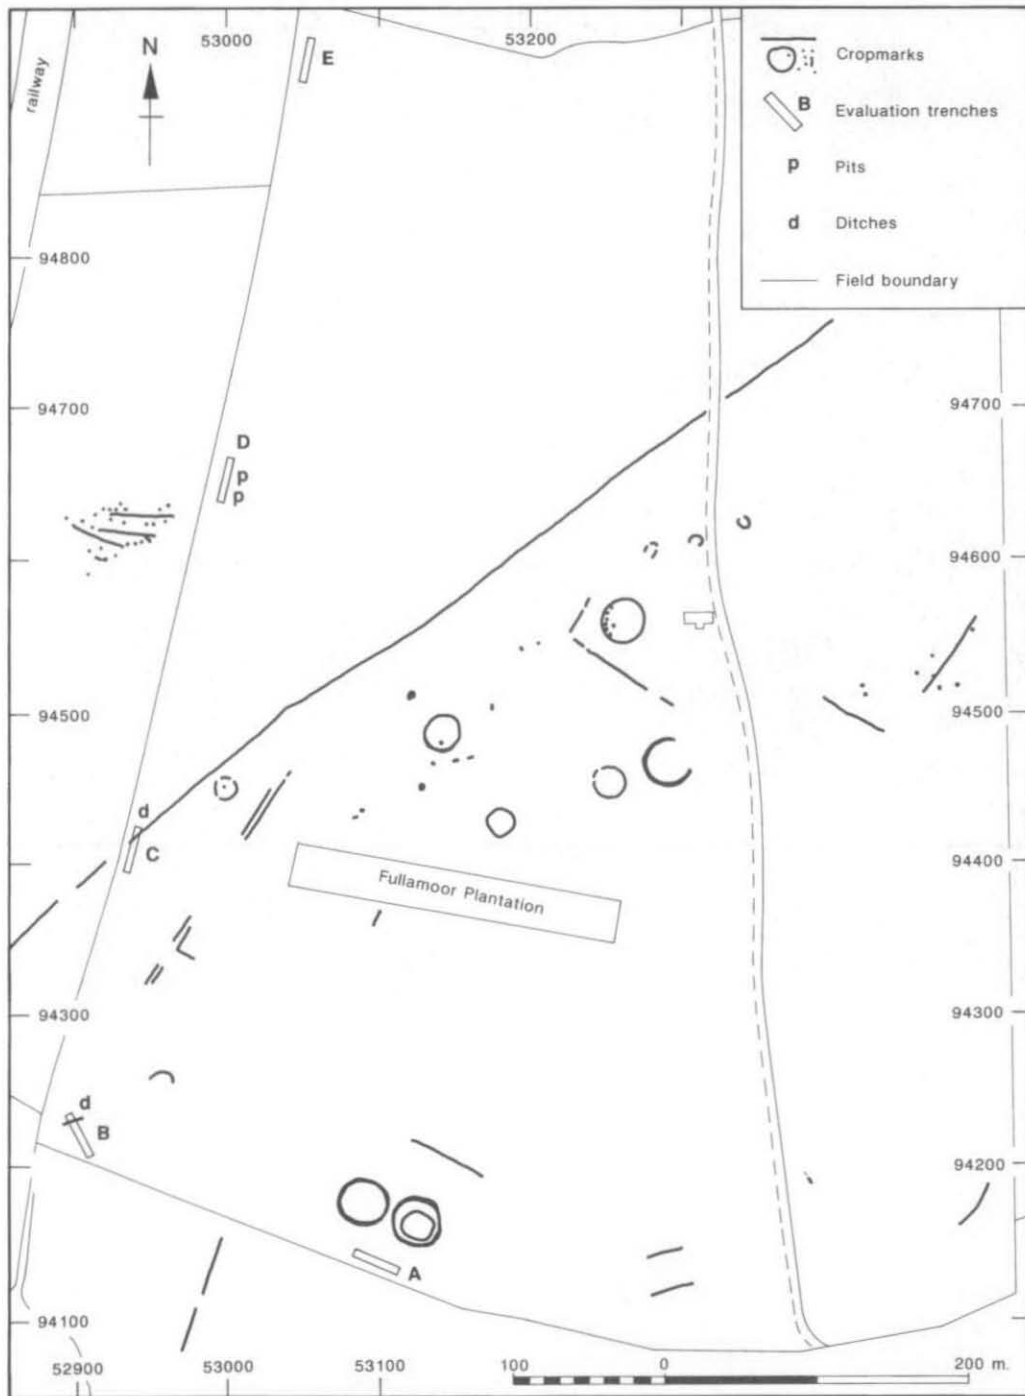 53000
53200
N
E
railway
Cropmarks
B
Evaluation trenches
p
Pits
d
Ditches
Field boundary
94800
94700
94700
D
p
p
94600
94500
94500
d
C
94400
Fullamoor Plantation
94300
94300
d
B
94200
A
94100
52900
53000
53100
100
0
200 m.